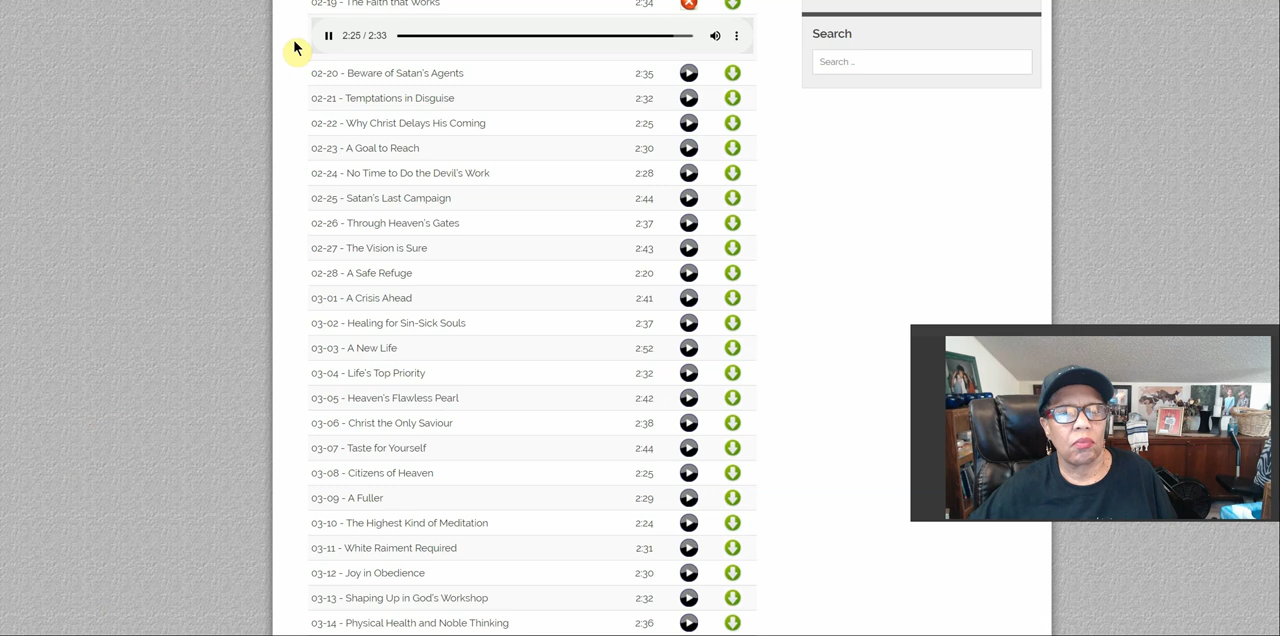 02-19 - The Faith that Works 2:34
2:25 / 2:33
02-20 - Beware of Satan's Agents 2:35
02-21 - Temptations in Disguise 2:32
02-22 - Why Christ Delays His Coming 2:25
02-23 - A Goal to Reach 2:30
02-24 - No Time to Do the Devil's Work 2:28
02-25 - Satan's Last Campaign 2:44
02-26 - Through Heaven's Gates 2:37
02-27 - The Vision is Sure 2:43
02-28 - A Safe Refuge 2:20
03-01 - A Crisis Ahead 2:41
03-02 - Healing for Sin-Sick Souls 2:37
03-03 - A New Life 2:52
03-04 - Life's Top Priority 2:32
03-05 - Heaven's Flawless Pearl 2:42
03-06 - Christ the Only Saviour 2:38
03-07 - Test Yourself 2:44
03-08 - Citizens of Heaven 2:25
03-09 - A Fuller 2:29
03-10 - The Highest Kind of Meditation 2:24
03-11 - White Raiment Required 2:31
03-12 - Joy in Obedience 2:30
03-13 - Shaping Up in God's Workshop 2:32
03-14 - Physical Health and Noble Thinking 2:36
Search
Search …